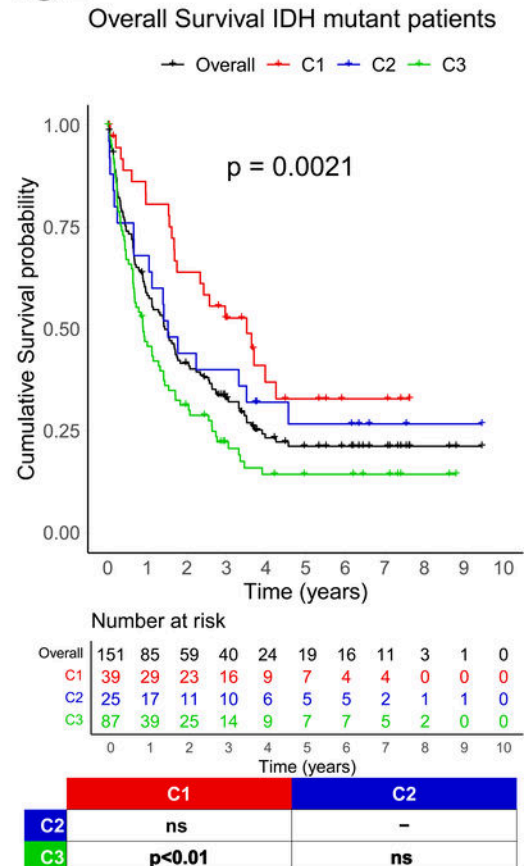 Overall Survival IDH mutant patients
Overall C1 C2 C3
p = 0.0021
Cumulative Survival probability
1.00
0.75
0.50
0.25
0.00
0 1 2 3 4 5 6 7 8 9 10
Time (years)
Number at risk
Overall 151 85 59 40 24 19 16 11 3 1 0
C1 39 29 23 16 9 7 4 4 0 0 0
C2 25 17 11 10 6 5 5 2 1 1 0
C3 87 39 25 14 9 7 7 5 2 0 0
0 1 2 3 4 5 6 7 8 9 10
Time (years)
C1 C2
C2 ns –
C3 p<0.01 ns